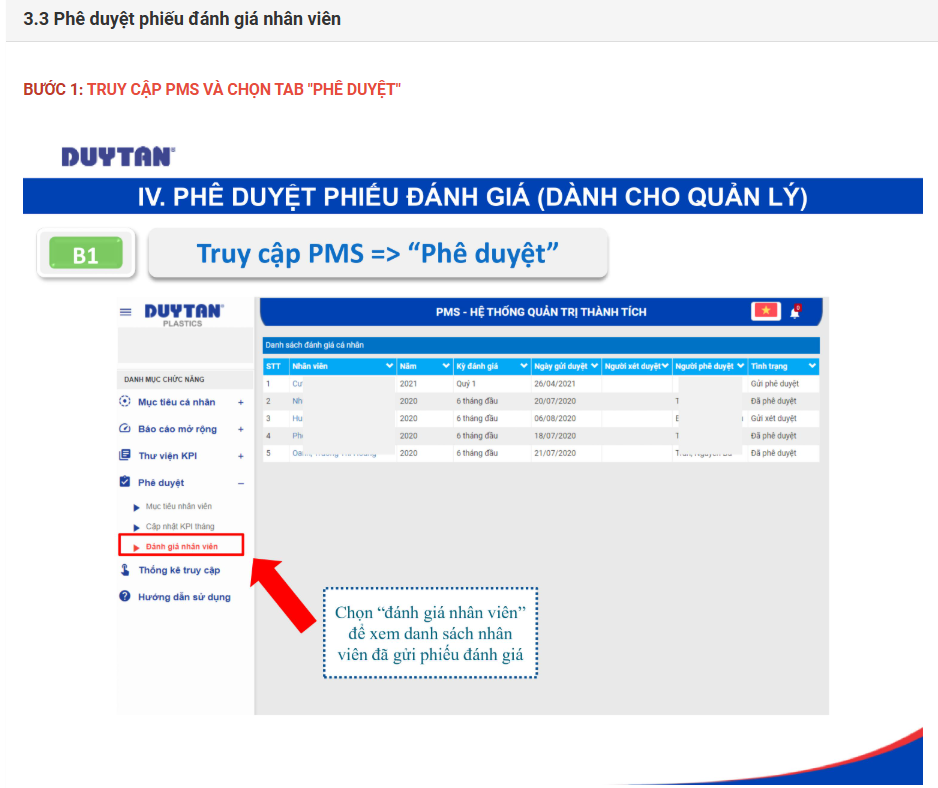 3.3 Phê duyệt phiếu đánh giá nhân viên
BƯỚC 1: TRUY CẬP PMS VÀ CHỌN TAB "PHÊ DUYỆT"
DUYTAN
IV. PHÊ DUYỆT PHIẾU ĐÁNH GIÁ (DÀNH CHO QUẢN LÝ)
B1
Truy cập PMS => “Phê duyệt”
DUYTAN
PLASTICS
PMS - HỆ THỐNG QUẢN TRỊ THÀNH TÍCH
DANH MỤC CHỨC NĂNG
Mục tiêu cá nhân +
Báo cáo mở rộng +
Thư viện KPI +
Phê duyệt –
Mục tiêu nhân viên
Cập nhật KPI tháng
Đánh giá nhân viên
Thống kê truy cập
Hướng dẫn sử dụng
Danh sách đánh giá cá nhân
STT Nhân viên Năm Kỳ đánh giá Ngày gửi duyệt Người xét duyệt Người phê duyệt Tình trạng
1 Cư 2021 Quý 1 26/04/2021 Gửi phê duyệt
2 Nh 2020 6 tháng đầu 20/07/2020 T Đã phê duyệt
3 Hu 2020 6 tháng đầu 06/08/2020 Gửi xét duyệt
4 Ph 2020 6 tháng đầu 18/07/2020 Đã phê duyệt
5 2020 6 tháng đầu 21/07/2020 Đã phê duyệt
Chọn “đánh giá nhân viên”
để xem danh sách nhân
viên đã gửi phiếu đánh giá